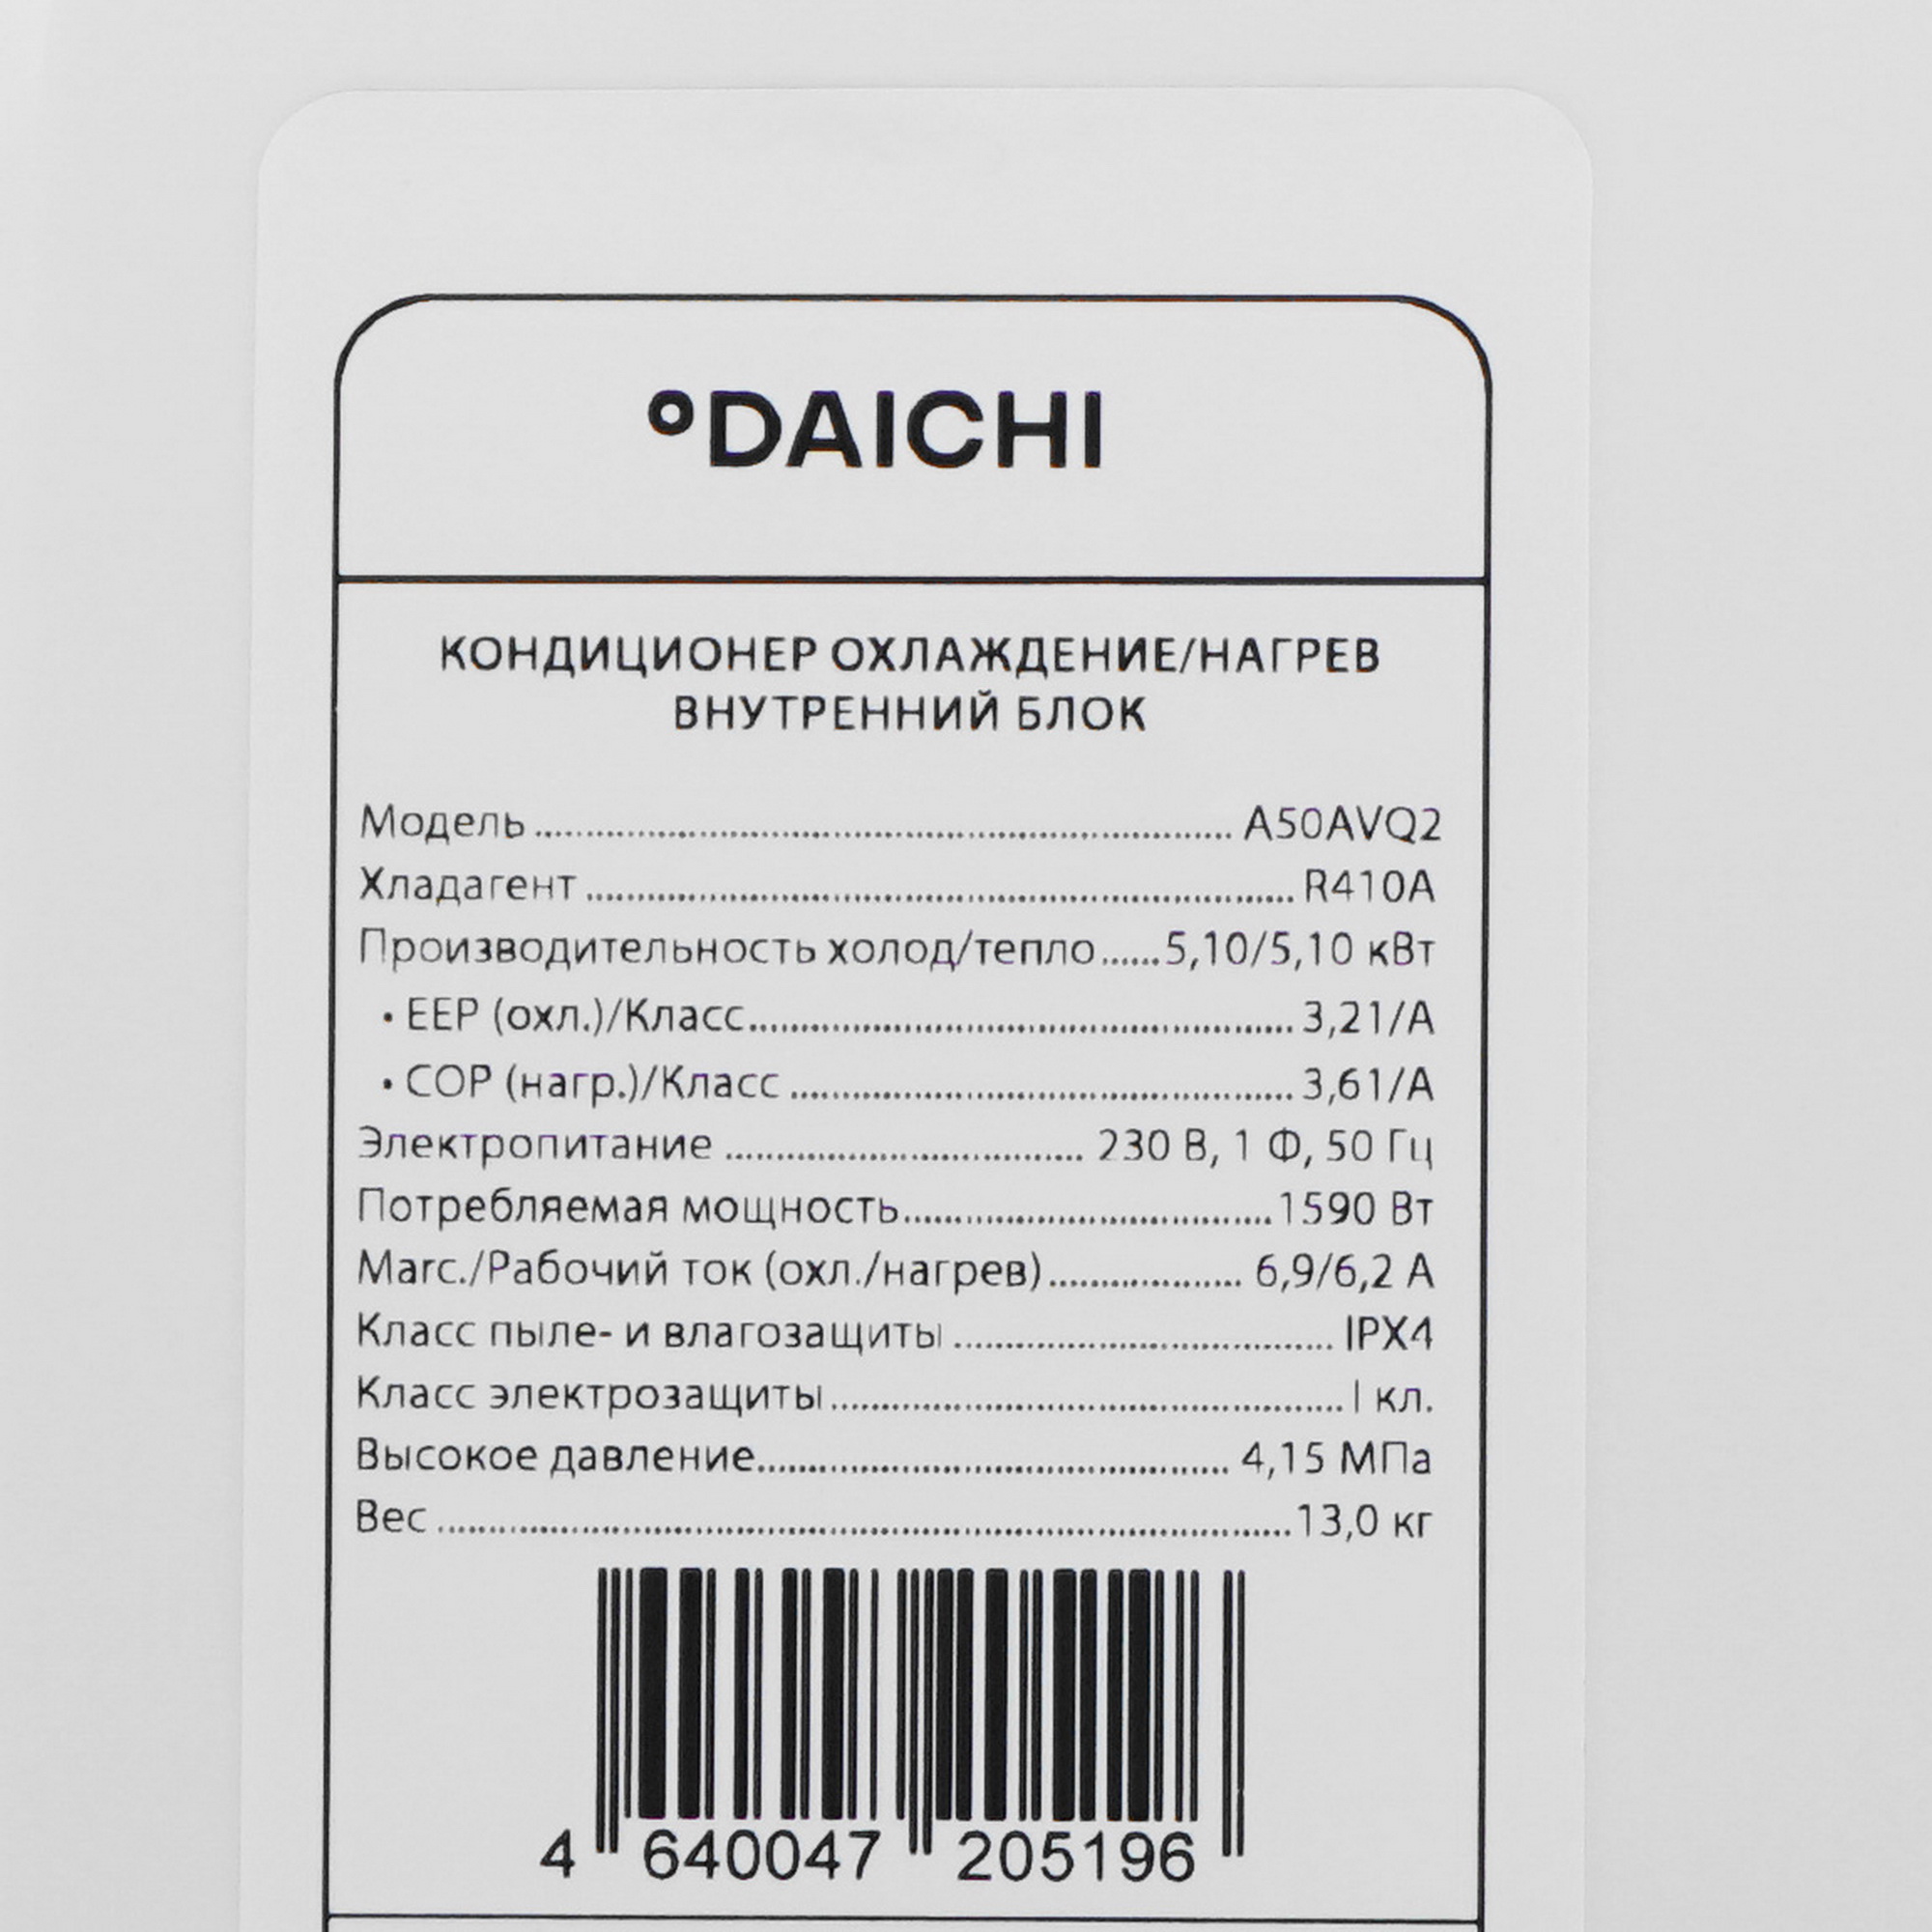 °DAICHI
КОНДИЦИОНЕР ОХЛАЖДЕНИЕ/НАГРЕВ
ВНУТРЕННИЙ БЛОК
Модель ........ A50AVQ2
Хладагент ........ R410A
Производительность холод/тепло......5,10/5,10 кВт
• EEP (охл.)/Класс........ 3,21/A
• COP (нагр.)/Класс ........ 3,61/A
Электропитание ........ 230 В, 1 Ф, 50 Гц
Потребляемая мощность........1590 Вт
Магс./Рабочий ток (охл./нагрев)........ 6,9/6,2 А
Класс пыле- и влагозащиты ........ IPX4
Класс электрозащиты........ I кл.
Высокое давление........ 4,15 МПа
Вес ........13,0 кг
4 640047 205196